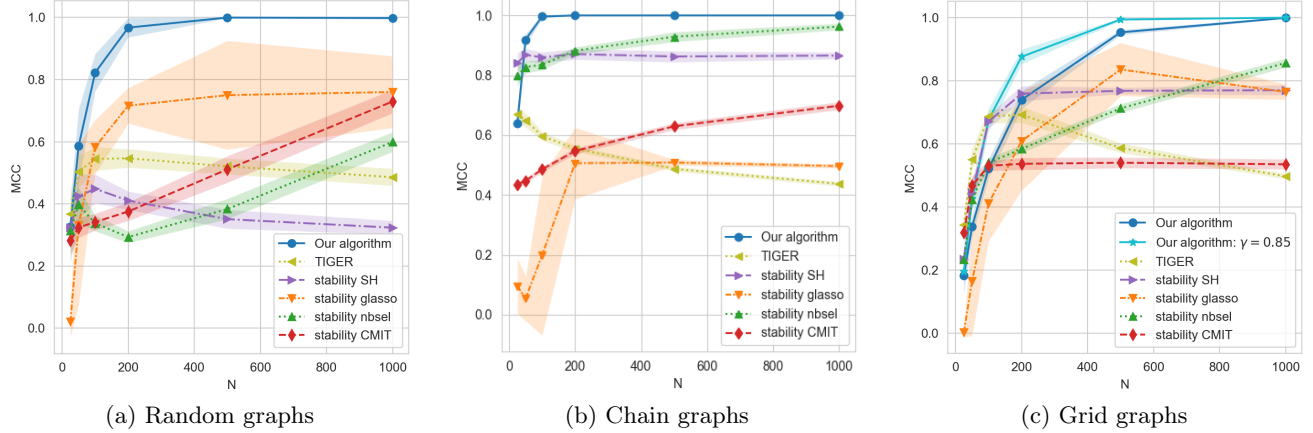 MCC
1.0
0.8
0.6
0.4
0.2
0.0
0 200 400 600 800 1000
N
Our algorithm
TIGER
stability SH
stability glasso
stability nbsel
stability CMIT
(a) Random graphs
MCC
1.0
0.8
0.6
0.4
0.2
0.0
0 200 400 600 800 1000
N
Our algorithm
TIGER
stability SH
stability glasso
stability nbsel
stability CMIT
(b) Chain graphs
MCC
1.0
0.8
0.6
0.4
0.2
0.0
0 200 400 600 800 1000
N
Our algorithm
Our algorithm: γ = 0.85
TIGER
stability SH
stability glasso
stability nbsel
stability CMIT
(c) Grid graphs